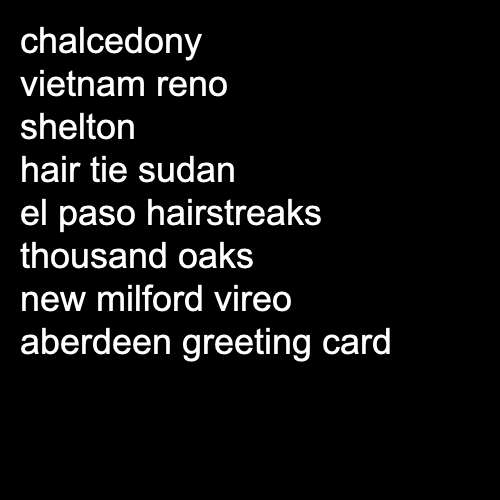 chalcedony
vietnam reno
shelton
hair tie sudan
el paso hairstreaks
thousand oaks
new milford vireo
aberdeen greeting card